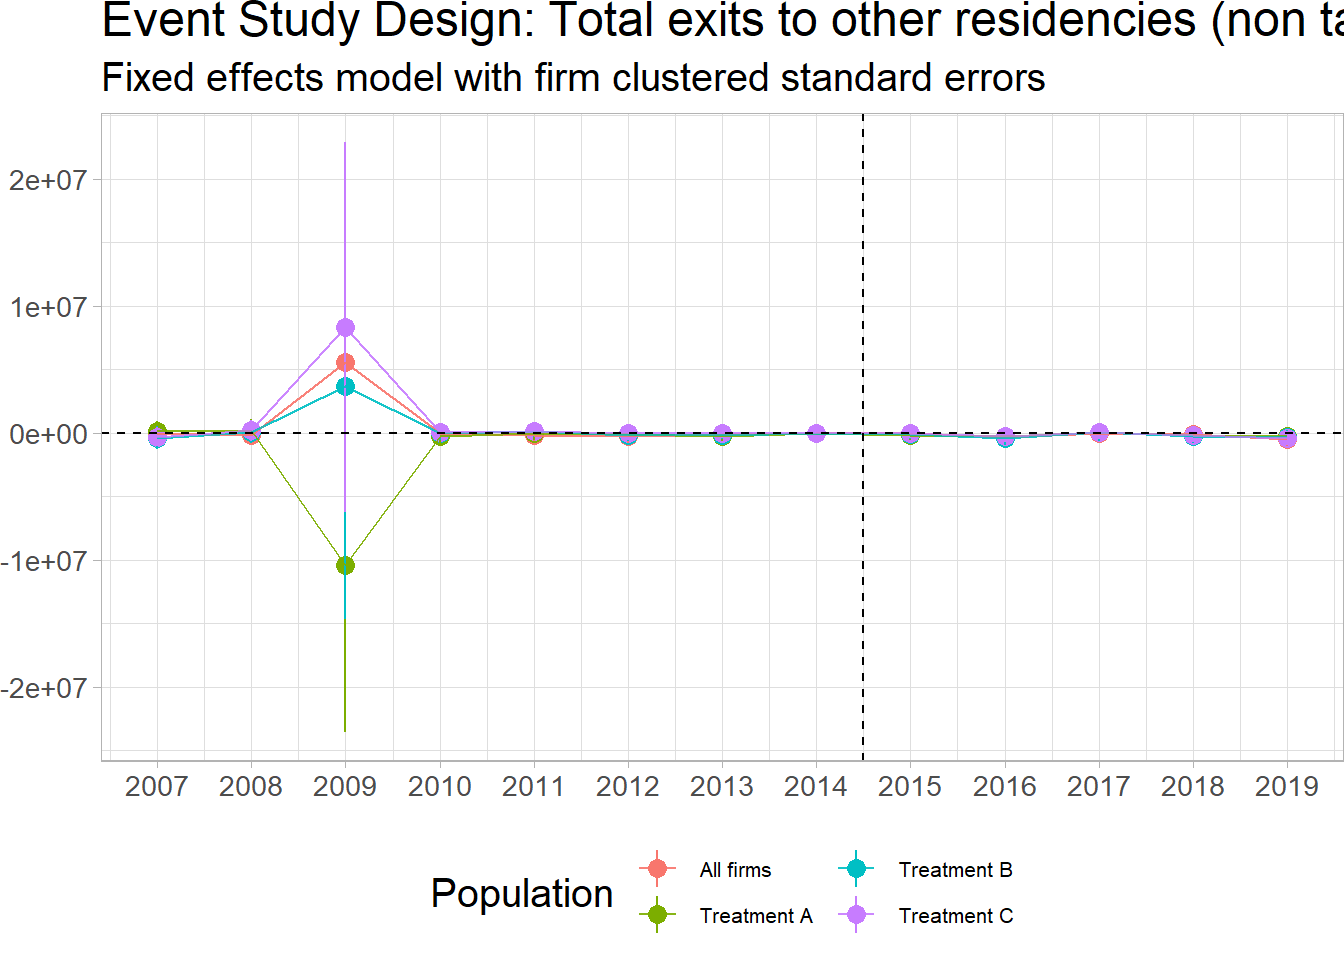 Event Study Design: Total exits to other residencies (non ta
Fixed effects model with firm clustered standard errors
2e+07
1e+07
0e+00
-1e+07
-2e+07
2007 2008 2009 2010 2011 2012 2013 2014 2015 2016 2017 2018 2019
Population
All firms
Treatment A
Treatment B
Treatment C